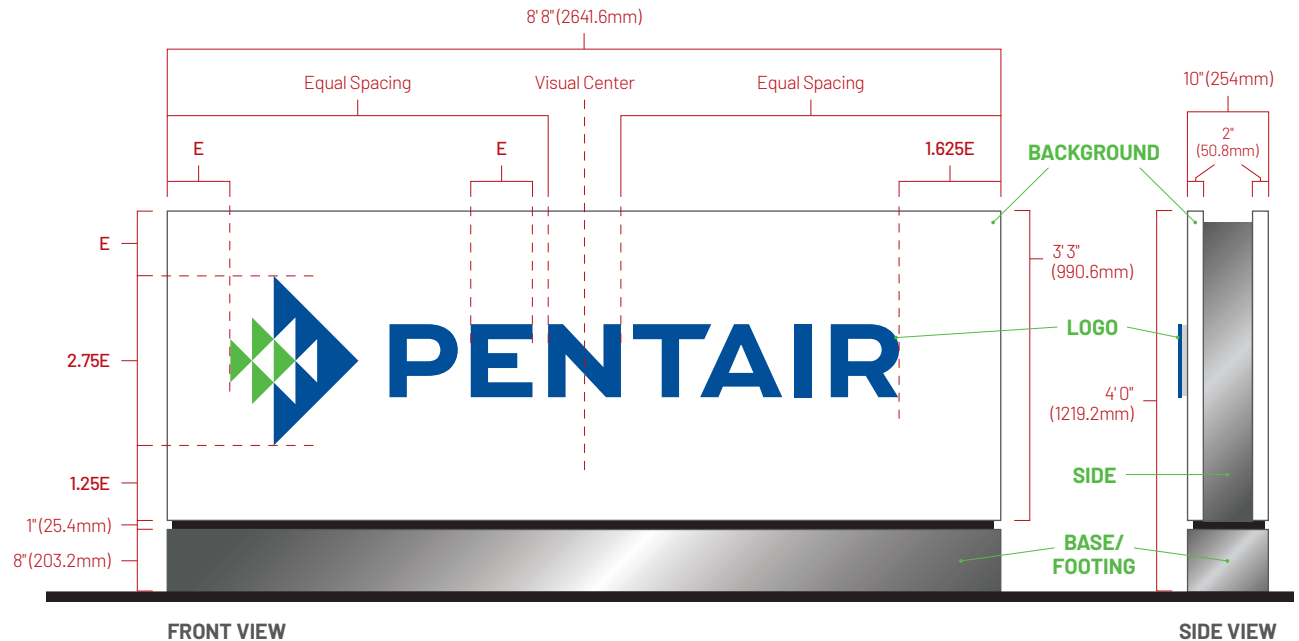 8' 8" (2641.6mm)
Equal Spacing
Visual Center
Equal Spacing
10" (254mm)
2"
(50.8mm)
E
E
1.625E
BACKGROUND
E
3' 3"
(990.6mm)
PENTAIR
LOGO
2.75E
4' 0"
(1219.2mm)
SIDE
1.25E
1" (25.4mm)
8" (203.2mm)
BASE/
FOOTING
FRONT VIEW
SIDE VIEW